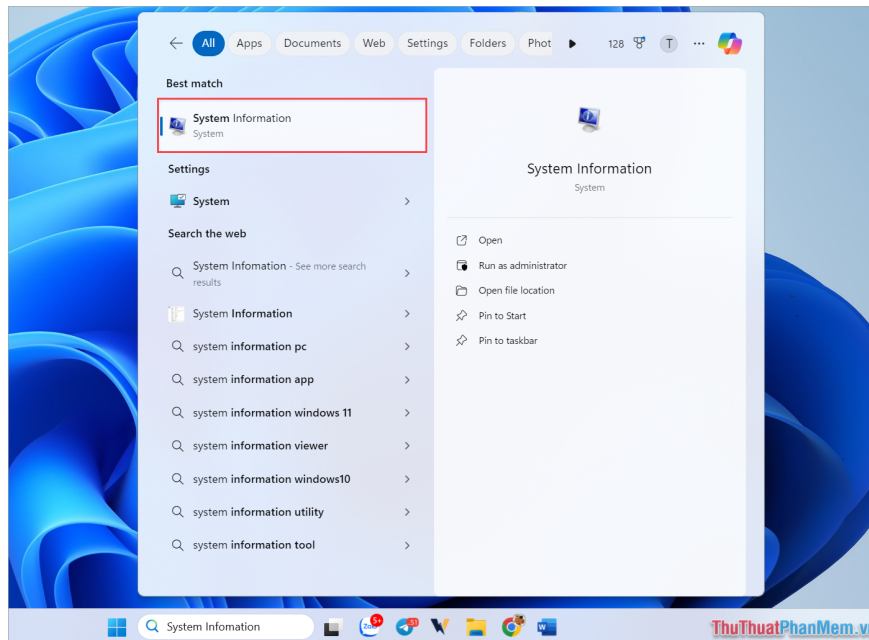 All Apps Documents Web Settings Folders Phot 128 T
Best match
System Information
System
Settings
System
Search the web
System Infomation - See more search
results
System Information
system information pc
system information app
system information windows 11
system information viewer
system information windows10
system information utility
system information tool
System Information
System
Open
Run as administrator
Open file location
Pin to Start
Pin to taskbar
System Infomation Zalo 5+ 51 W
ThuThuatPhanMem.v